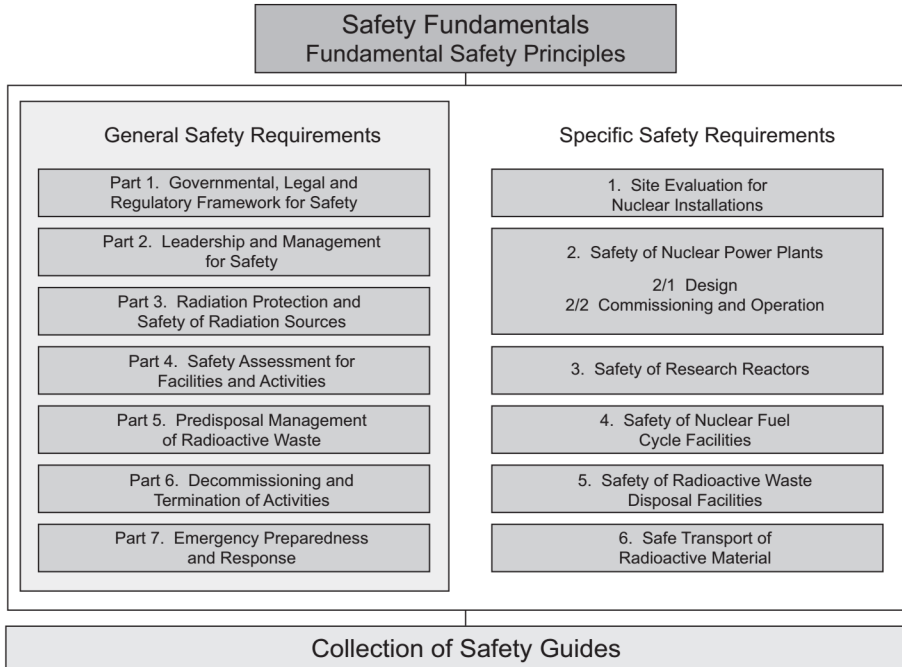 Safety Fundamentals
Fundamental Safety Principles
General Safety Requirements
Part 1. Governmental, Legal and
Regulatory Framework for Safety
Part 2. Leadership and Management
for Safety
Part 3. Radiation Protection and
Safety of Radiation Sources
Part 4. Safety Assessment for
Facilities and Activities
Part 5. Predisposal Management
of Radioactive Waste
Part 6. Decommissioning and
Termination of Activities
Part 7. Emergency Preparedness
and Response
Specific Safety Requirements
1. Site Evaluation for
Nuclear Installations
2. Safety of Nuclear Power Plants
2/1 Design
2/2 Commissioning and Operation
3. Safety of Research Reactors
4. Safety of Nuclear Fuel
Cycle Facilities
5. Safety of Radioactive Waste
Disposal Facilities
6. Safe Transport of
Radioactive Material
Collection of Safety Guides